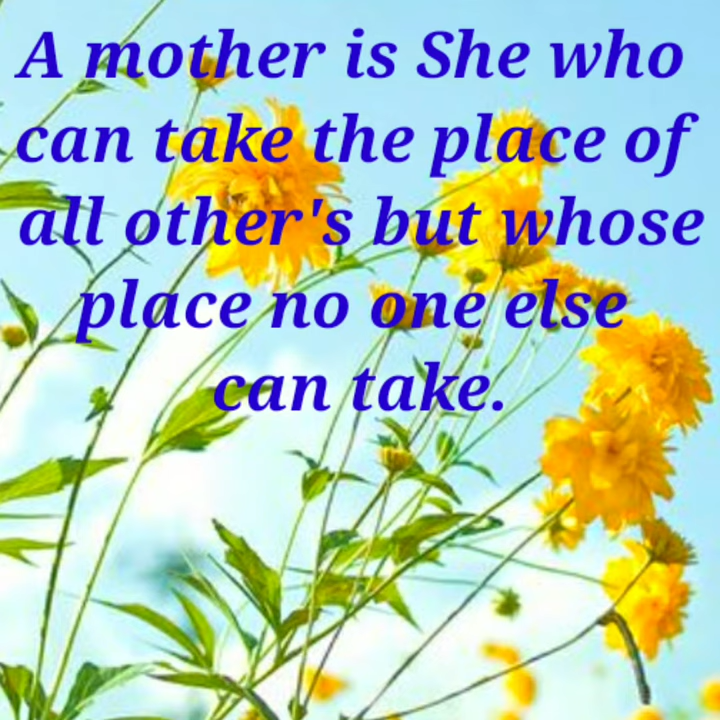 A mother is She who
can take the place of
all other's but whose
place no one else
can take.